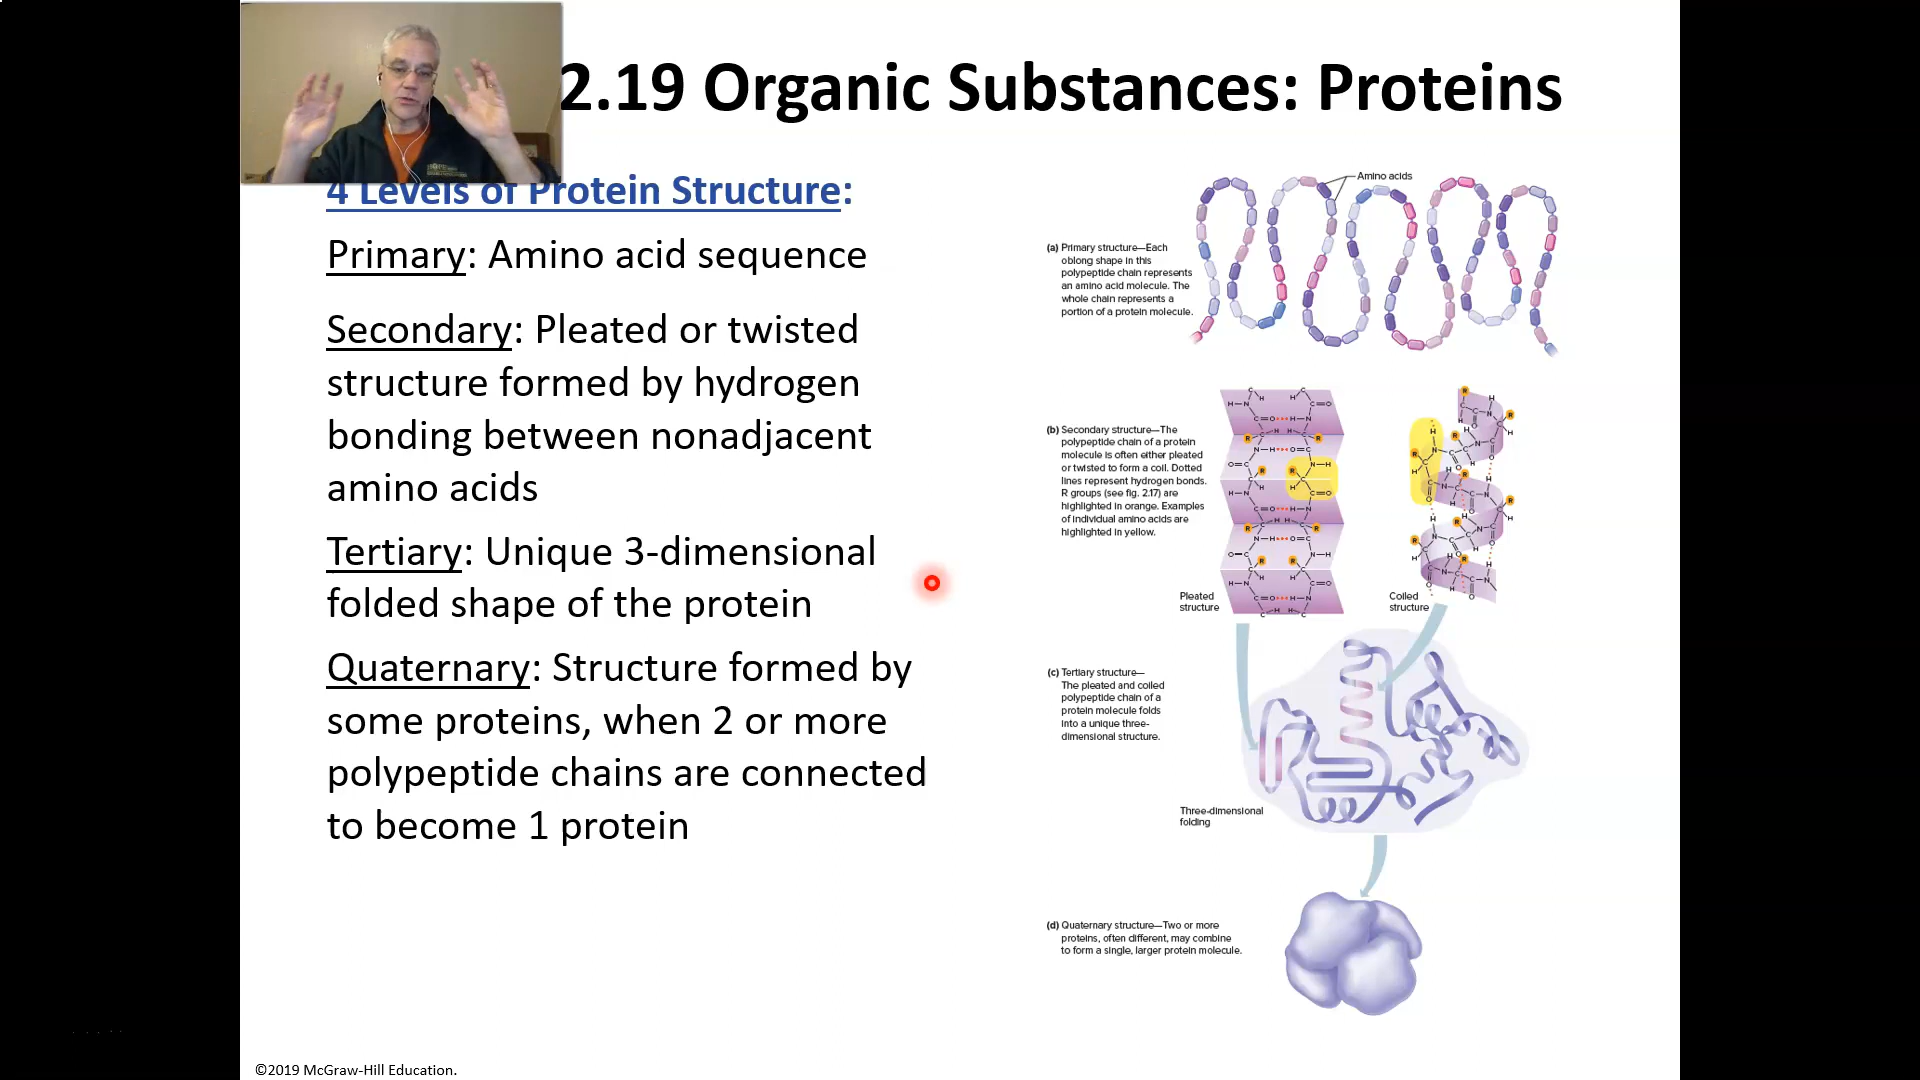 2.19 Organic Substances: Proteins
4 Levels of Protein Structure:
Primary: Amino acid sequence
Secondary: Pleated or twisted
structure formed by hydrogen
bonding between nonadjacent
amino acids
Tertiary: Unique 3-dimensional
folded shape of the protein
Quaternary: Structure formed by
some proteins, when 2 or more
polypeptide chains are connected
to become 1 protein
Amino acids
(a) Primary structure—Each
oblong shape in this
polypeptide chain represents
an amino acid molecule. The
whole chain represents a
portion of a protein molecule.
(b) Secondary structure—The
polypeptide chain of a protein
molecule is often either pleated
or twisted to form a coil. Dotted
lines represent hydrogen bonds.
R groups (see fig. 2.17) are
highlighted in orange. Examples
of individual amino acids are
highlighted in yellow.
Pleated
structure
Coiled
structure
(c) Tertiary structure—
The pleated and coiled
polypeptide chain of a
protein molecule folds
into a unique three-
dimensional structure.
Three-dimensional
folding
(d) Quaternary structure—Two or more
proteins, often different, may combine
to form a single, larger protein molecule.
©2019 McGraw-Hill Education.